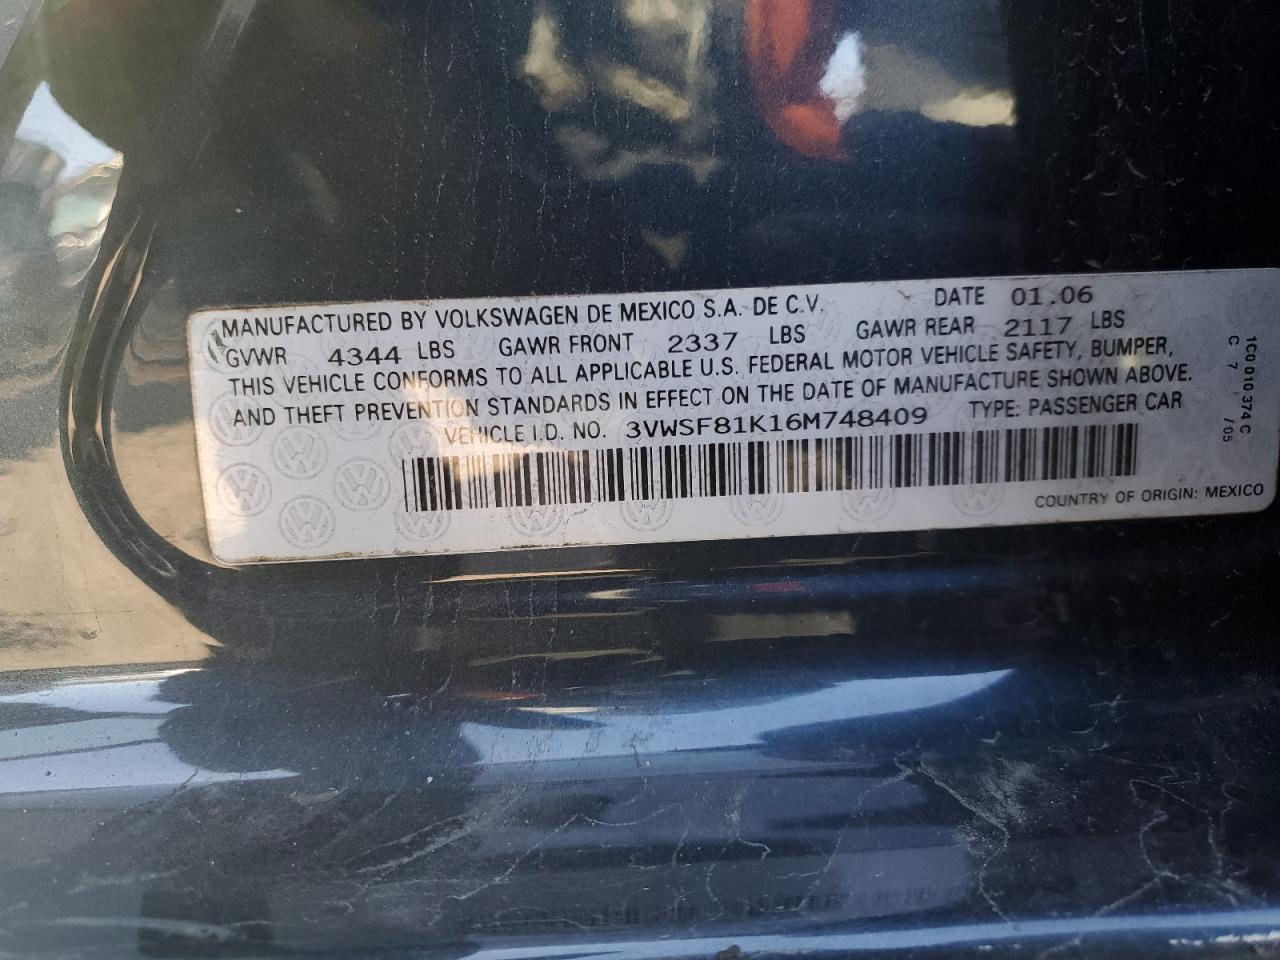 MANUFACTURED BY VOLKSWAGEN DE MEXICO S.A. DE C.V. DATE 01.06
GVWR 4344 LBS GAWR FRONT 2337 LBS GAWR REAR 2117 LBS
THIS VEHICLE CONFORMS TO ALL APPLICABLE U.S. FEDERAL MOTOR VEHICLE SAFETY, BUMPER,
AND THEFT PREVENTION STANDARDS IN EFFECT ON THE DATE OF MANUFACTURE SHOWN ABOVE.
VEHICLE I.D. NO. 3VWSF81K16M748409 TYPE: PASSENGER CAR
COUNTRY OF ORIGIN: MEXICO
1C0 010 374 C
C 7 /05